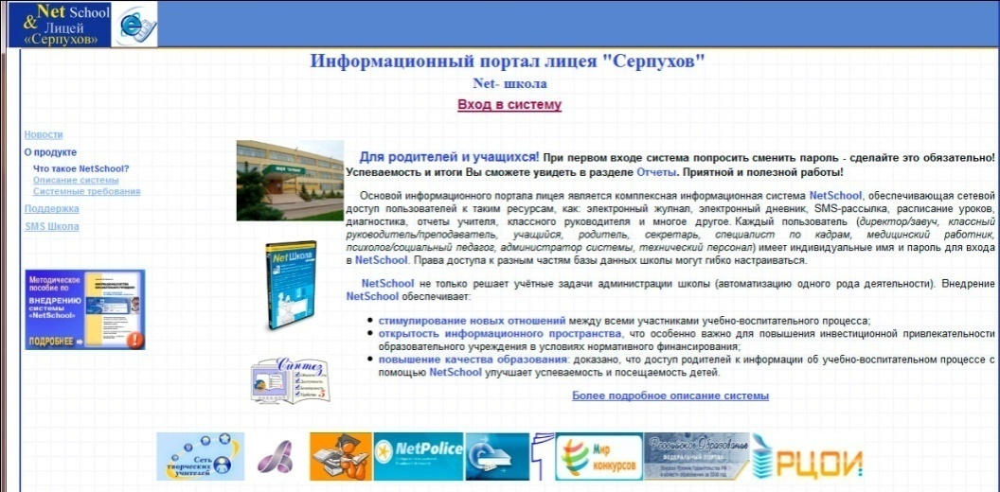 Net School
& Лицей
«Серпухов»
Информационный портал лицея "Серпухов"
Net- школа
Вход в систему
Новости
О продукте
Что такое NetSchool?
Описание системы
Системные требования
Поддержка
SMS Школа
Методическое
пособие по
ВНЕДРЕНИЮ
системы
«NetSchool»
ПОДРОБНЕЕ
Для родителей и учащихся! При первом входе система попросить сменить пароль - сделайте это обязательно!
Успеваемость и итоги Вы сможете увидеть в разделе Отчеты. Приятной и полезной работы!
Основой информационного портала лицея является комплексная информационная система NetSchool, обеспечивающая сетевой
доступ пользователей к таким ресурсам, как: электронный журнал, электронный дневник, SMS-рассылка, расписание уроков,
диагностика, отчеты учителя, классного руководителя и многое другое. Каждый пользователь (директор/завуч, классный
руководитель/преподаватель, учащийся, родитель, секретарь, специалист по кадрам, медицинский работник,
психолог/социальный педагог, администратор системы, технический персонал) имеет индивидуальные имя и пароль для входа
в NetSchool. Права доступа к разным частям базы данных школы могут гибко настраиваться.
NetSchool не только решает учётные задачи администрации школы (автоматизацию одного рода деятельности). Внедрение
NetSchool обеспечивает:
• стимулирование новых отношений между всеми участниками учебно-воспитательного процесса;
• открытость информационного пространства, что особенно важно для повышения инвестиционной привлекательности
образовательного учреждения в условиях нормативного финансирования;
• повышение качества образования: доказано, что доступ родителей к информации об учебно-воспитательном процессе с
помощью NetSchool улучшает успеваемость и посещаемость детей.
Более подробное описание системы
Net Школа
Синтез
Сеть
творческих
учителей
NetPolice
Мир
конкурсов
Российское Образование
ФЕДЕРАЛЬНЫЙ ПОРТАЛ
РЦОИ